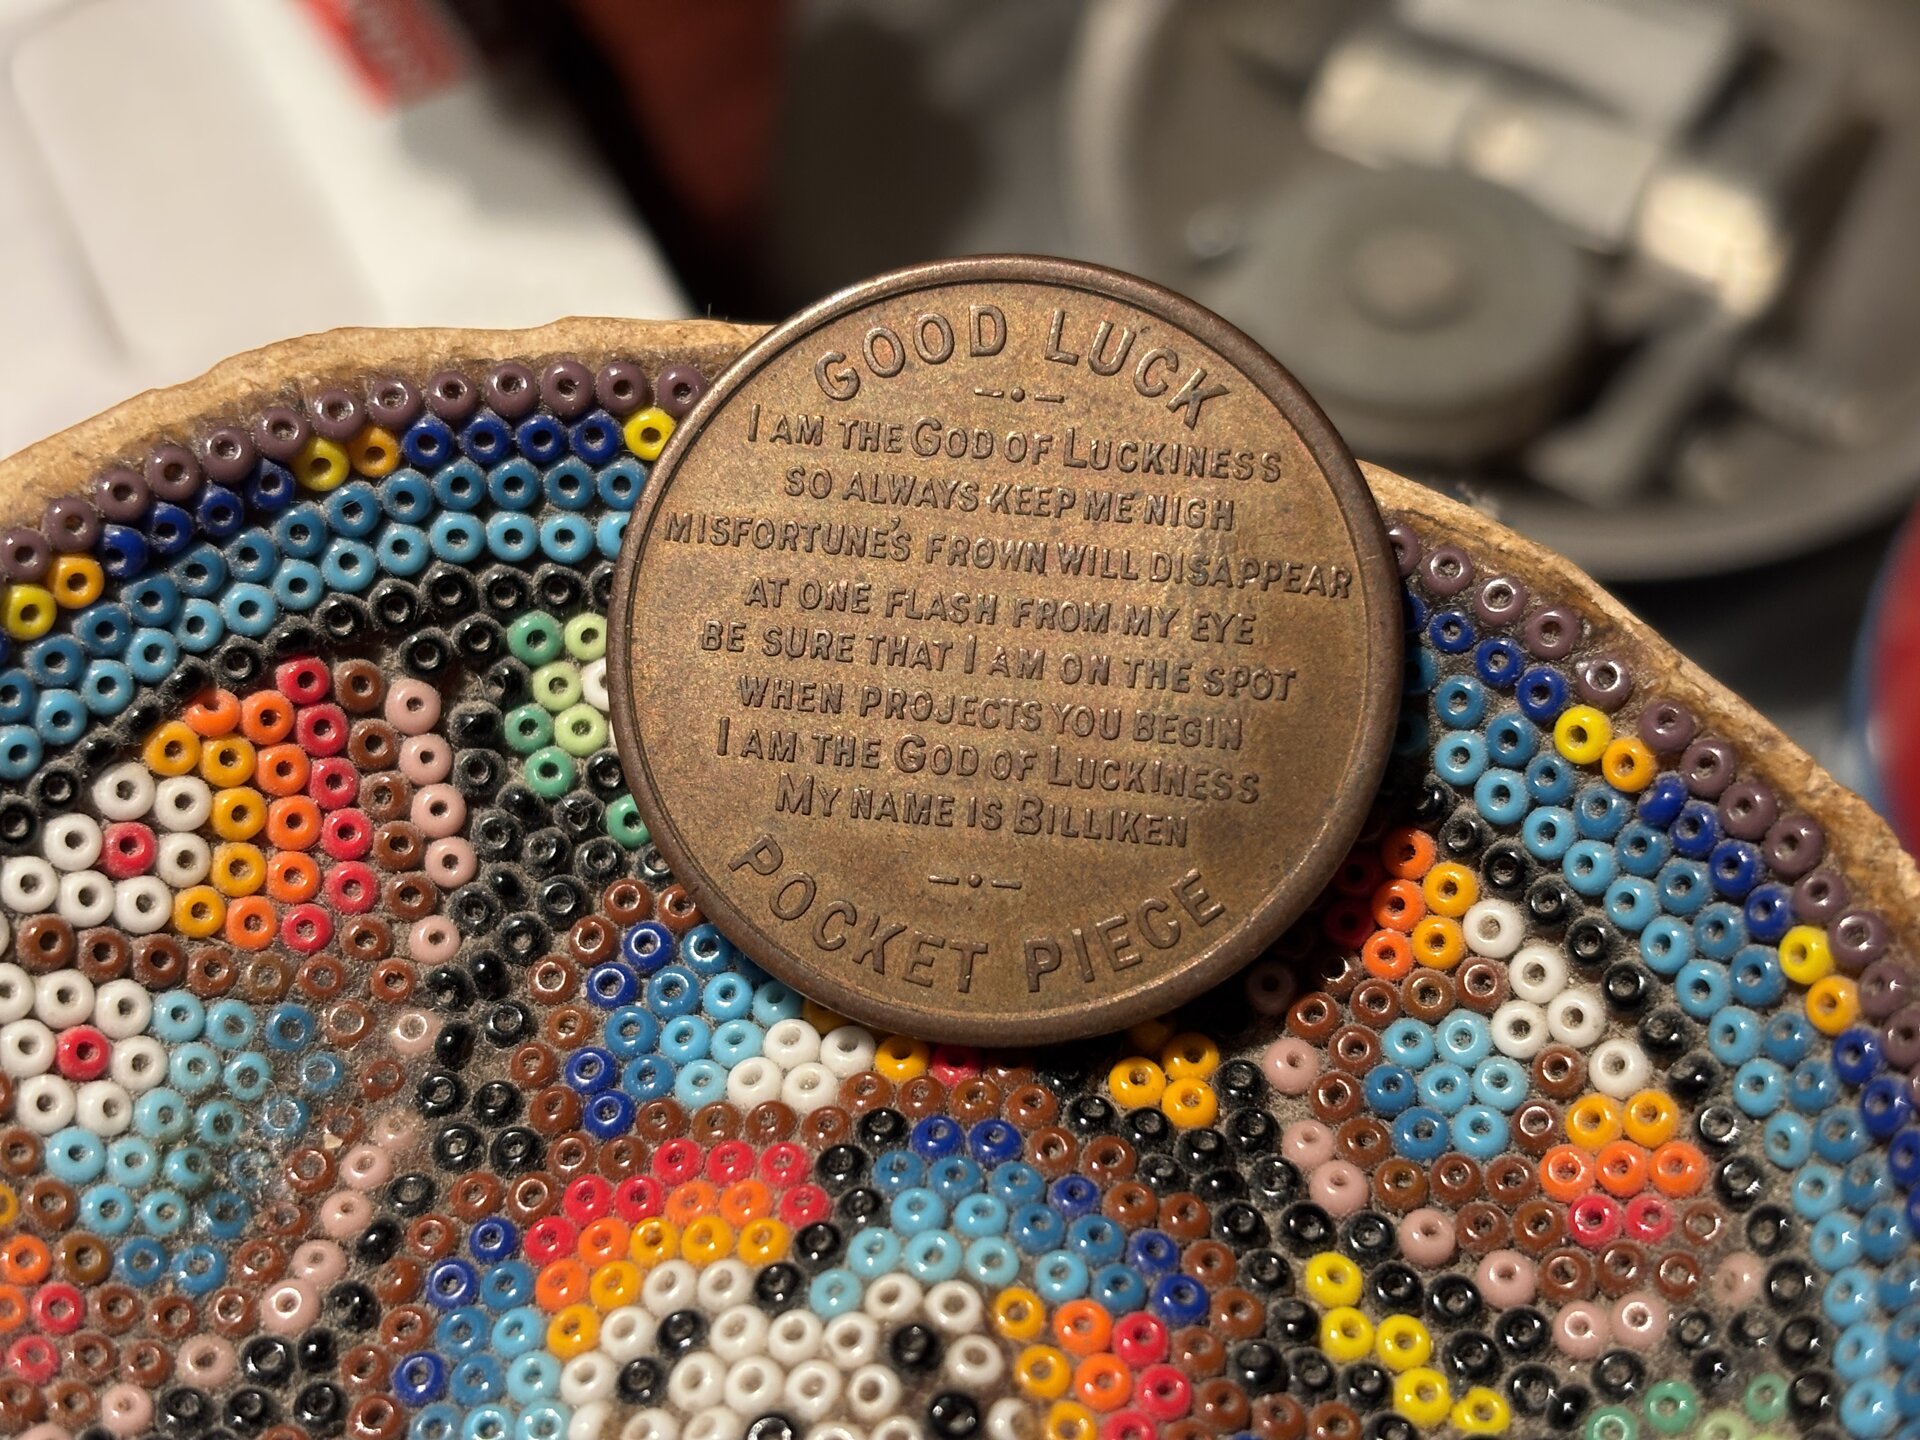 GOOD LUCK
I AM THE GOD OF LUCKINESS
SO ALWAYS KEEP ME NIGH
MISFORTUNE'S FROWN WILL DISAPPEAR
AT ONE FLASH FROM MY EYE
BE SURE THAT I AM ON THE SPOT
WHEN PROJECTS YOU BEGIN
I AM THE GOD OF LUCKINESS
MY NAME IS BILLIKEN
POCKET PIECE